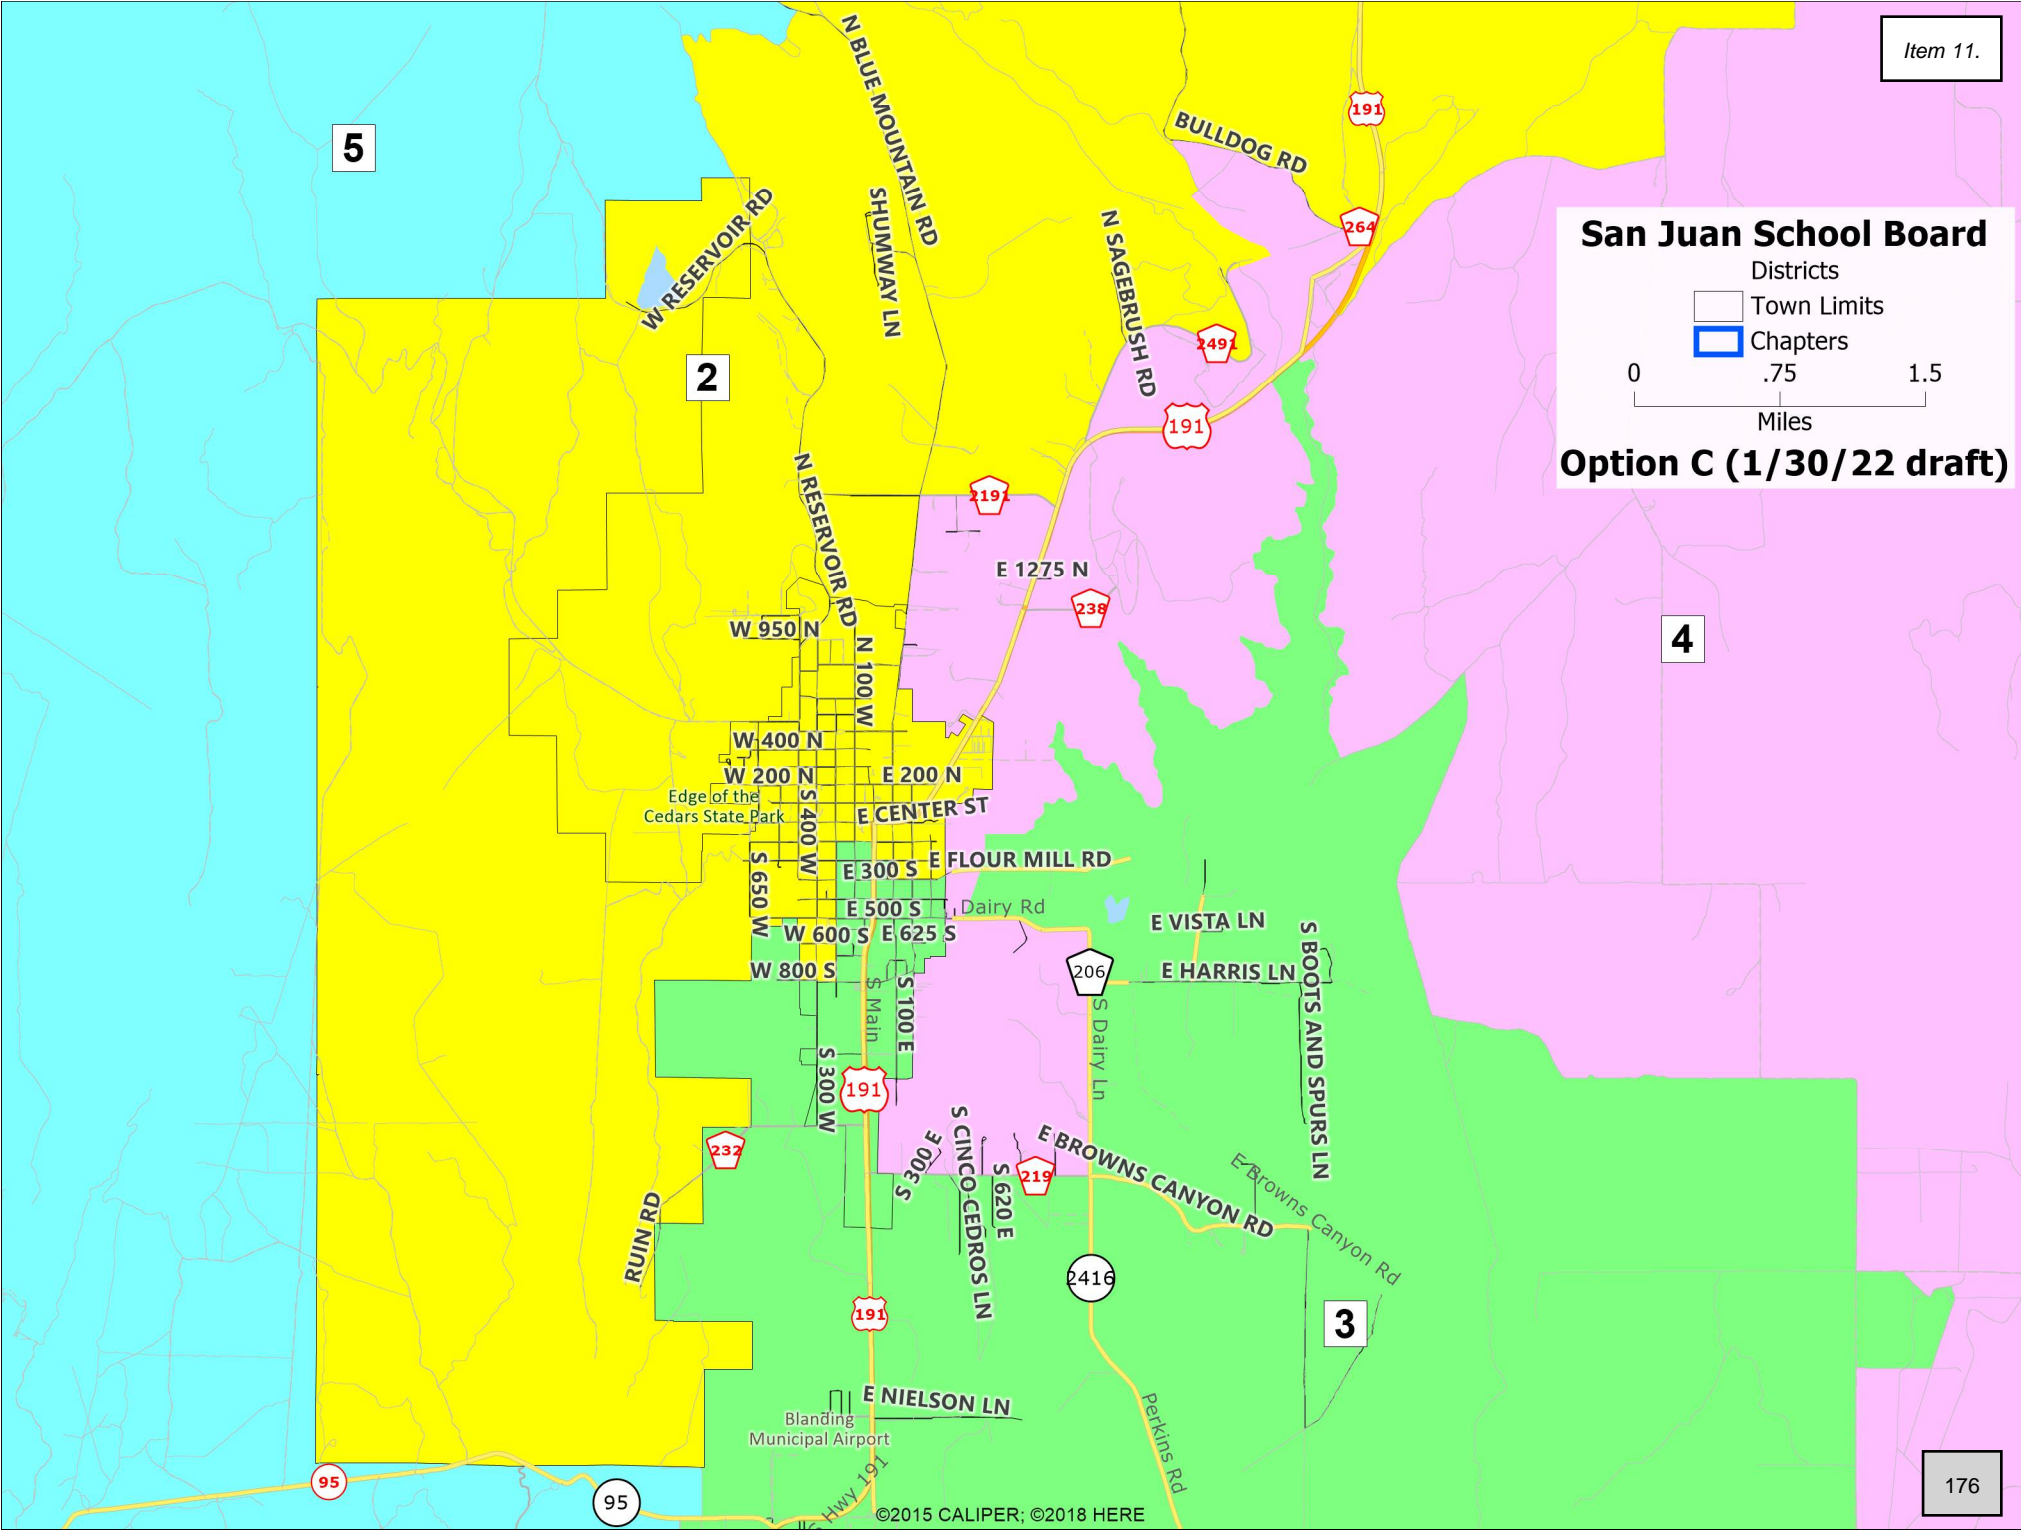 Item 11.
N BLUE MOUNTAIN RD
191
BULLDOG RD
5
SHUMWAY LN
W RESERVOIR RD
N SAGEBRUSH RD
264
San Juan School Board
Districts
Town Limits
Chapters
0 .75 1.5
Miles
Option C (1/30/22 draft)
2491
2
191
N RESERVOIR RD
2191
E 1275 N
238
W 950 N
N 100 W
4
W 400 N
W 200 N
E 200 N
Edge of the
Cedars State Park
S 400 W
E CENTER ST
S 650 W
E 300 S
E FLOUR MILL RD
E 500 S
Dairy Rd
W 600 S
E 625 S
E VISTA LN
W 800 S
206
E HARRIS LN
S BOOTS AND SPURS LN
S Main
S 100 E
S Dairy Ln
S 300 W
191
232
S 300 E
S CINCO CEDROS LN
S 620 E
219
E BROWNS CANYON RD
E Browns Canyon Rd
RUIN RD
2416
191
3
E NIELSON LN
Blanding
Municipal Airport
Perkins Rd
S Hwy 191
95
95
176
©2015 CALIPER; ©2018 HERE